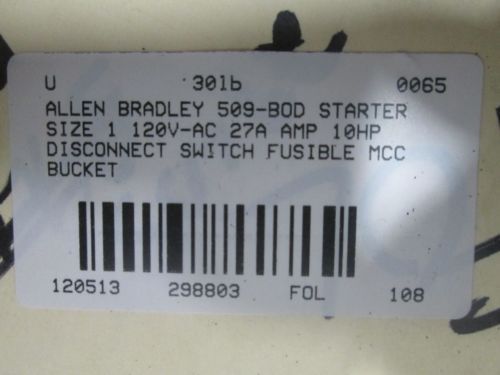 U 30lb 0065
ALLEN BRADLEY 509-BOD STARTER
SIZE 1 120V-AC 27A AMP 10HP
DISCONNECT SWITCH FUSIBLE MCC
BUCKET
120513 298803 FOL 108